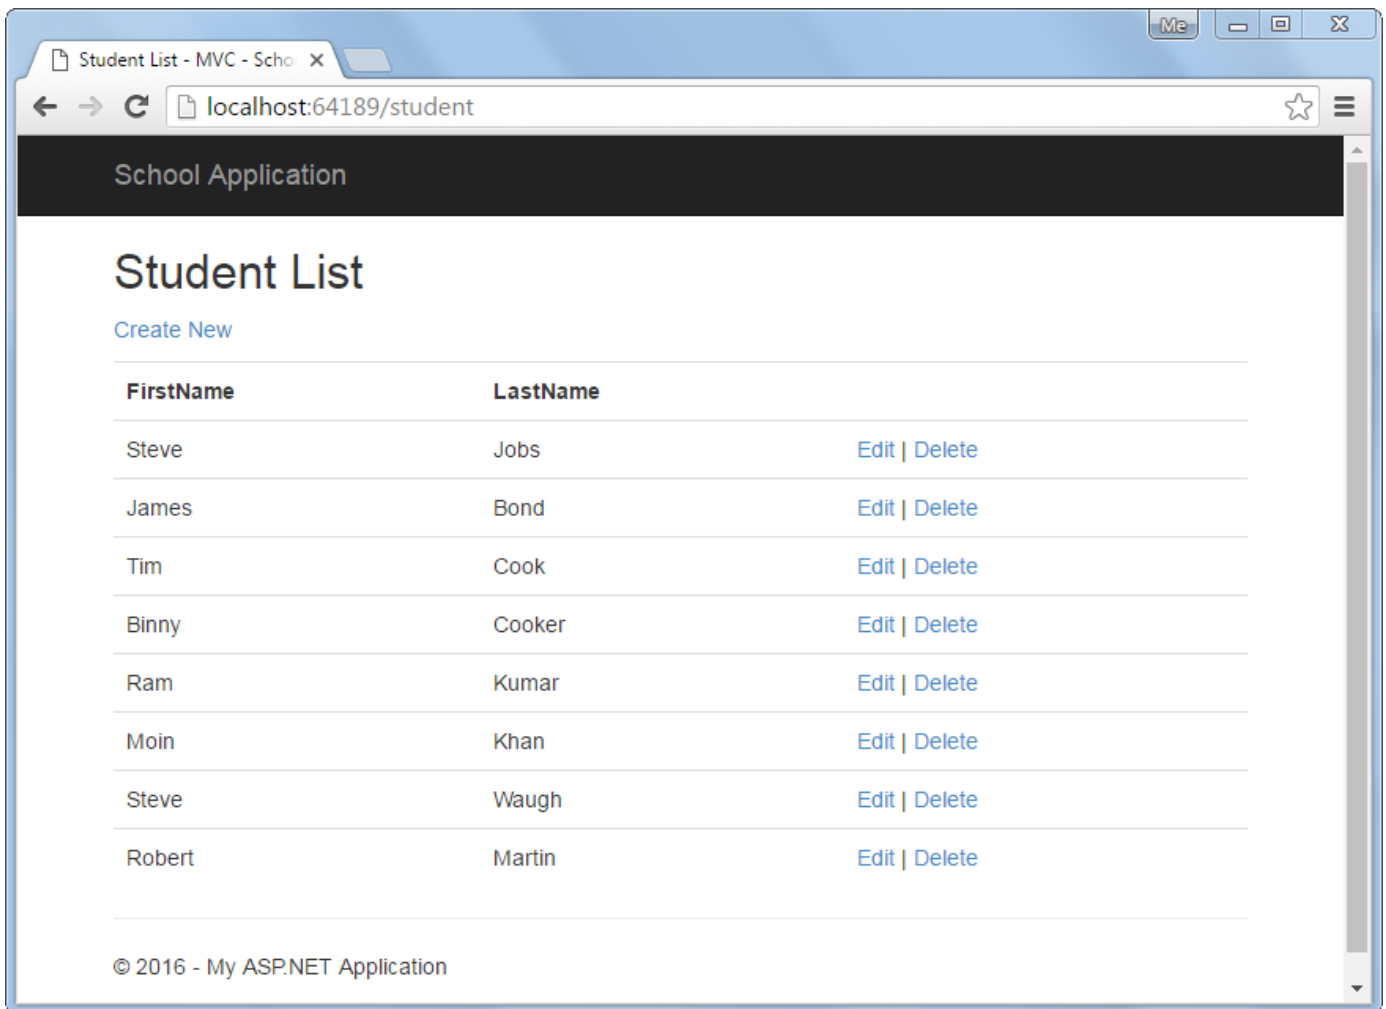 Me
Student List - MVC - Scho
localhost:64189/student
School Application
Student List
Create New
FirstName LastName
Steve Jobs Edit | Delete
James Bond Edit | Delete
Tim Cook Edit | Delete
Binny Cooker Edit | Delete
Ram Kumar Edit | Delete
Moin Khan Edit | Delete
Steve Waugh Edit | Delete
Robert Martin Edit | Delete
© 2016 - My ASP.NET Application